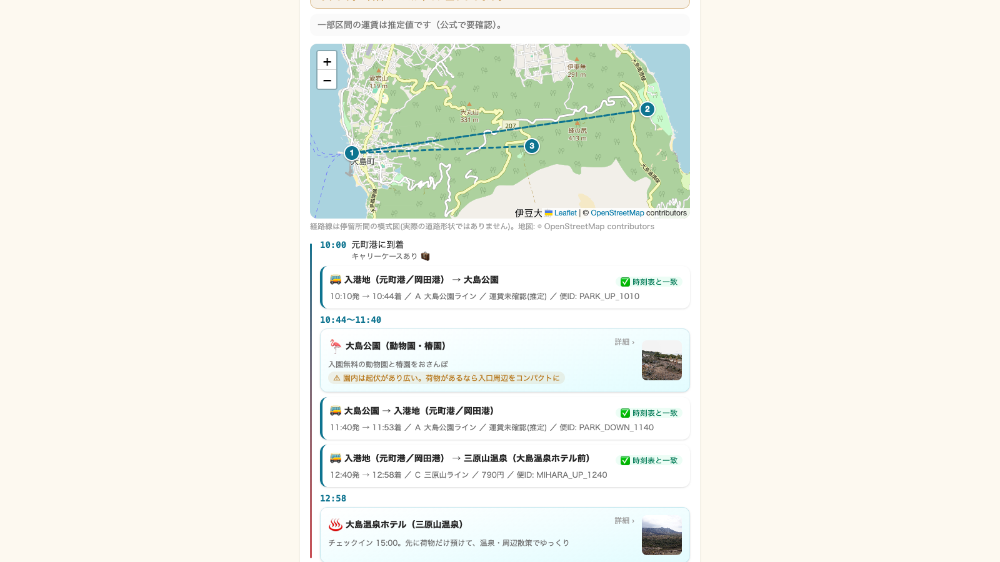 一部区間の運賃は推定値です（公式で要確認）。
+
−
愛宕山
119 m
伊東無
291 m
大島循環線
大丸山
331 m
207
2
蜂の尻
413 m
3
1
大島町
大島循環線
大島循環線
伊豆大
Leaflet | © OpenStreetMap contributors
経路線は停留所間の模式図(実際の道路形状ではありません)。地図: © OpenStreetMap contributors
10:00 元町港に到着
キャリーケースあり
入港地（元町港／岡田港） → 大島公園
時刻表と一致
10:10発 → 10:44着 ／ A 大島公園ライン ／ 運賃未確認(推定) ／ 便ID: PARK_UP_1010
10:44〜11:40
大島公園（動物園・椿園）
詳細 ›
入園無料の動物園と椿園をおさんぽ
⚠ 園内は起伏があり広い。荷物があるなら入口周辺をコンパクトに
大島公園 → 入港地（元町港／岡田港）
時刻表と一致
11:40発 → 11:53着 ／ A 大島公園ライン ／ 運賃未確認(推定) ／ 便ID: PARK_DOWN_1140
入港地（元町港／岡田港） → 三原山温泉（大島温泉ホテル前）
時刻表と一致
12:40発 → 12:58着 ／ C 三原山ライン ／ 790円 ／ 便ID: MIHARA_UP_1240
12:58
大島温泉ホテル（三原山温泉）
詳細 ›
チェックイン 15:00。先に荷物だけ預けて、温泉・周辺散策でゆっくり